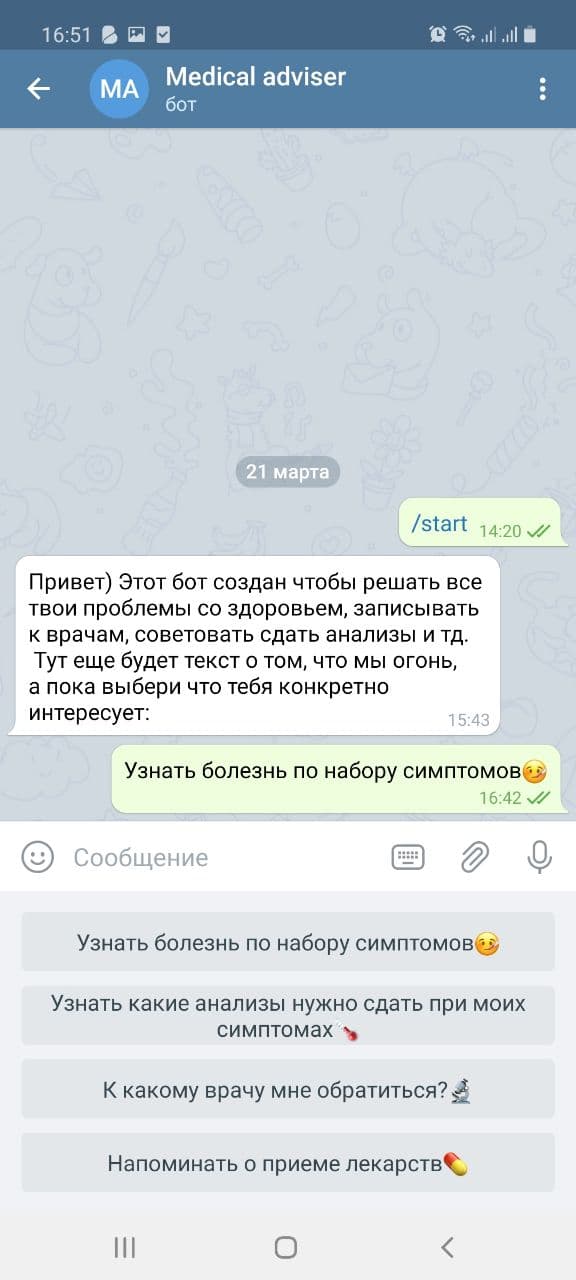 16:51
MA
Medical adviser
бот
21 марта
/start 14:20
Привет) Этот бот создан чтобы решать все
твои проблемы со здоровьем, записывать
к врачам, советовать сдать анализы и тд.
Тут еще будет текст о том, что мы огонь,
а пока выбери что тебя конкретно
интересует:
15:43
Узнать болезнь по набору симптомов🤒
16:42
Сообщение
Узнать болезнь по набору симптомов🤒
Узнать какие анализы нужно сдать при моих
симптомах🌡
К какому врачу мне обратиться?🔬
Напоминать о приеме лекарств💊